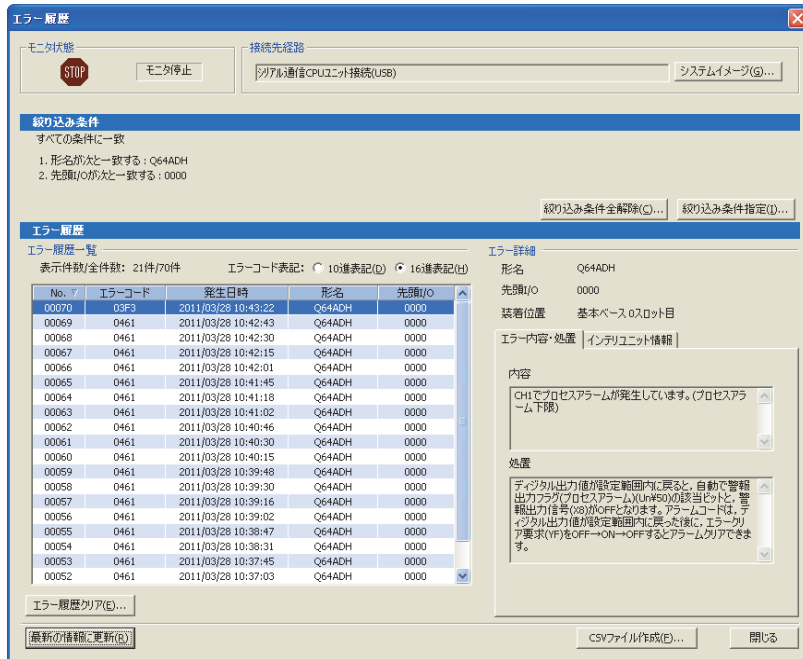 エラー履歴
モニタ状態
STOP
モニタ停止
接続先経路
シリアル通信CPUユニット接続(USB)
システムイメージ(G)...
絞り込み条件
すべての条件に一致
1. 形名が次と一致する : Q64ADH
2. 先頭I/Oが次と一致する : 0000
絞り込み条件全解除(C)...
絞り込み条件指定(I)...
エラー履歴
エラー履歴一覧
表示件数/全件数: 21件/70件
エラーコード表記:
10進表記(D)
16進表記(H)
No. エラーコード 発生日時 形名 先頭I/O
00070 03F3 2011/03/28 10:43:22 Q64ADH 0000
00069 0461 2011/03/28 10:42:43 Q64ADH 0000
00068 0461 2011/03/28 10:42:30 Q64ADH 0000
00067 0461 2011/03/28 10:42:15 Q64ADH 0000
00066 0461 2011/03/28 10:42:01 Q64ADH 0000
00065 0461 2011/03/28 10:41:45 Q64ADH 0000
00064 0461 2011/03/28 10:41:18 Q64ADH 0000
00063 0461 2011/03/28 10:41:02 Q64ADH 0000
00062 0461 2011/03/28 10:40:46 Q64ADH 0000
00061 0461 2011/03/28 10:40:30 Q64ADH 0000
00060 0461 2011/03/28 10:40:15 Q64ADH 0000
00059 0461 2011/03/28 10:39:48 Q64ADH 0000
00058 0461 2011/03/28 10:39:30 Q64ADH 0000
00057 0461 2011/03/28 10:39:16 Q64ADH 0000
00056 0461 2011/03/28 10:39:02 Q64ADH 0000
00055 0461 2011/03/28 10:38:47 Q64ADH 0000
00054 0461 2011/03/28 10:38:31 Q64ADH 0000
00053 0461 2011/03/28 10:37:45 Q64ADH 0000
00052 0461 2011/03/28 10:37:03 Q64ADH 0000
エラー履歴クリア(E)...
エラー詳細
形名 Q64ADH
先頭I/O 0000
装着位置 基本ベース 0スロット目
エラー内容・処置
インテリユニット情報
内容
CH1でプロセスアラームが発生しています。(プロセスアラ
ーム下限)
処置
ディジタル出力値が設定範囲内に戻ると, 自動で警報
出力フラグ(プロセスアラーム)(Un¥50)の該当ビットと, 警
報出力信号(X8)がOFFとなります。アラームコードは, デ
ィジタル出力値が設定範囲内に戻った後に, エラークリ
ア要求(YF)をOFF→ON→OFFするとアラームクリアできま
す。
最新の情報に更新(R)
CSVファイル作成(F)...
閉じる